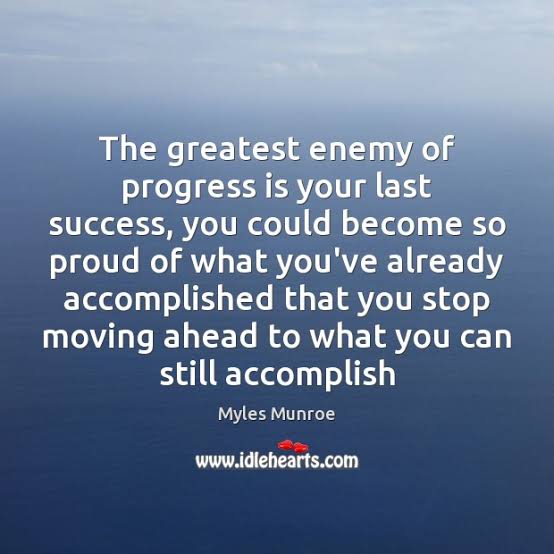 The greatest enemy of
progress is your last
success, you could become so
proud of what you've already
accomplished that you stop
moving ahead to what you can
still accomplish
Myles Munroe
www.idlehearts.com